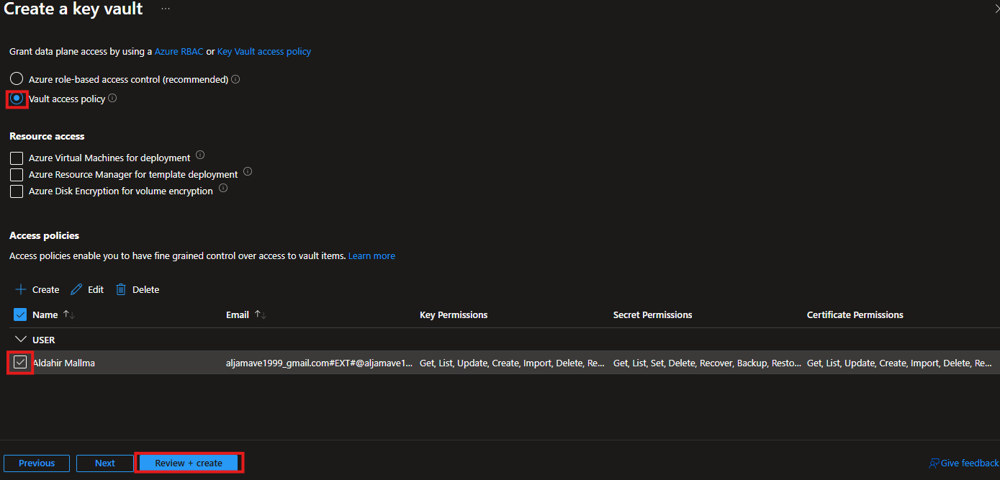 Create a key vault ...
Grant data plane access by using a Azure RBAC or Key Vault access policy
Azure role-based access control (recommended)
Vault access policy
Resource access
Azure Virtual Machines for deployment
Azure Resource Manager for template deployment
Azure Disk Encryption for volume encryption
Access policies
Access policies enable you to have fine grained control over access to vault items. Learn more
Create Edit Delete
Name Email Key Permissions Secret Permissions Certificate Permissions
USER
Aldahir Mallma aljamave1999_gmail.com#EXT#@aljamave1... Get, List, Update, Create, Import, Delete, Re... Get, List, Set, Delete, Recover, Backup, Resto... Get, List, Update, Create, Import, Delete, Re...
Previous Next Review + create Give feedback